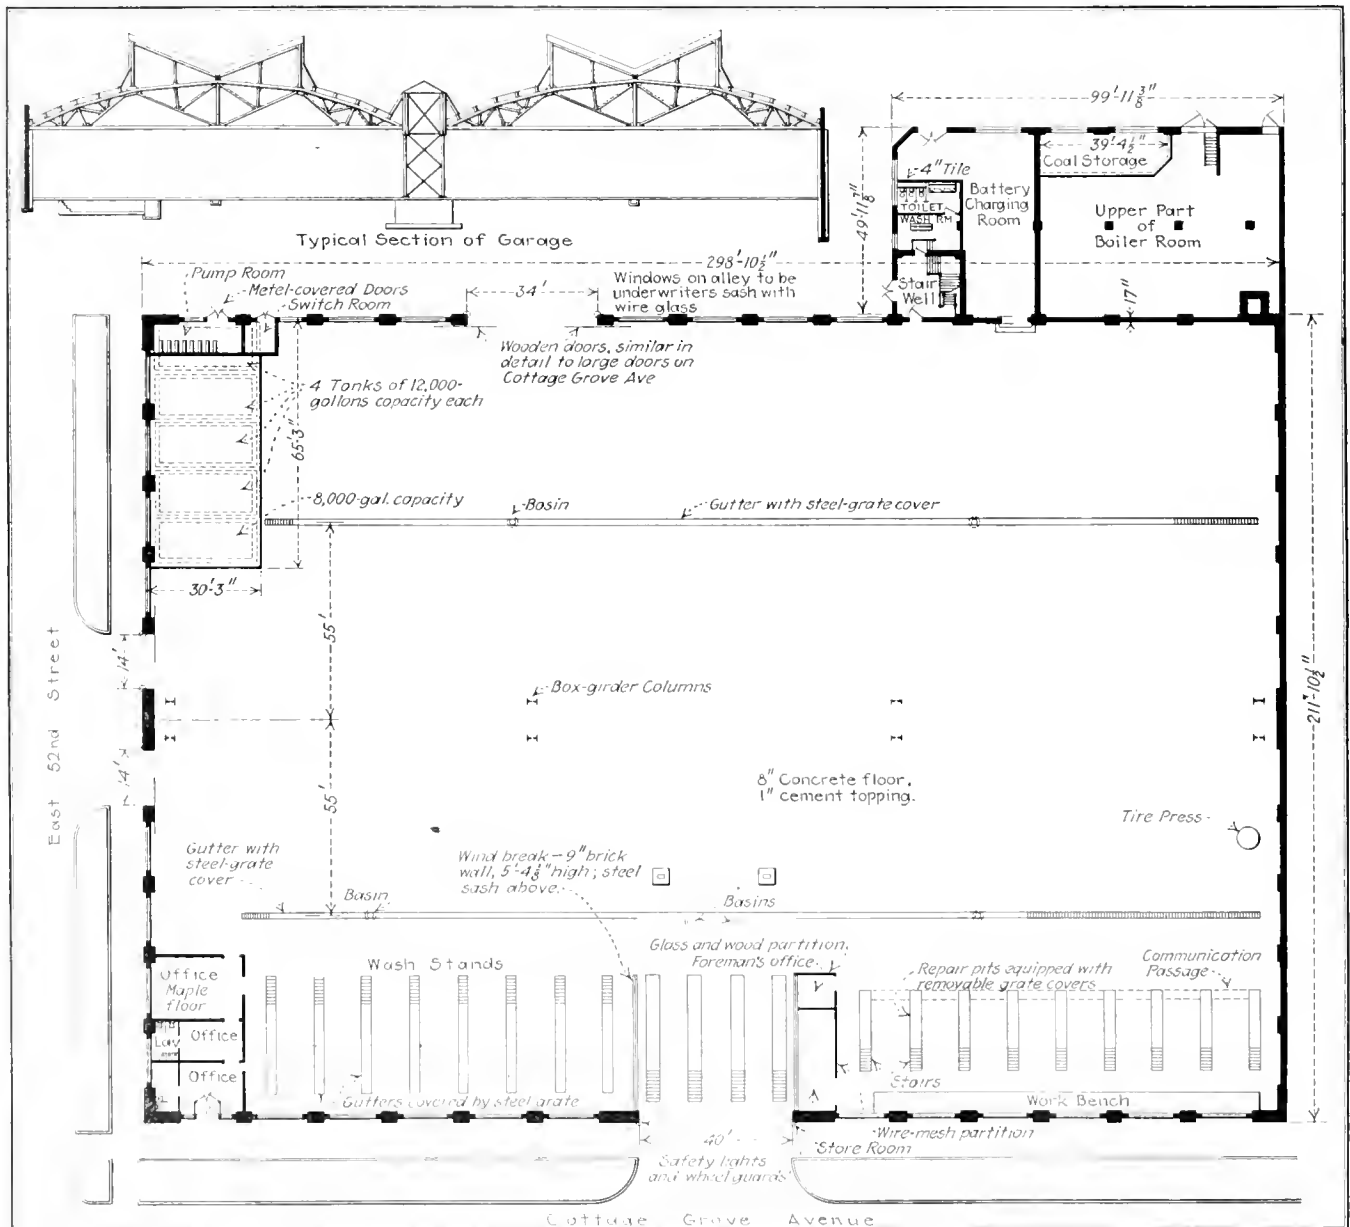 99'-11 3/8"
39'-4 1/2"
Coal Storage
4" Tile
TOILET
WASH RM
Battery
Charging
Room
Upper Part
of
Boiler Room
49'-11 7/8"
Typical Section of Garage
298'-10 1/2"
Stair
Well
17"
Pump Room
Metal-covered Doors
Switch Room
34'
Windows on alley to be
underwriters sash with
wire glass
Wooden doors, similar in
detail to large doors on
Cottage Grove Ave
4 Tanks of 12,000-
gallons capacity each
65'-3"
8,000-gal. capacity
Basin
Gutter with steel-grate cover
30'-3"
55'
East 52nd Street
14'
Box-girder Columns
211'-10 1/2"
14'
55'
8" Concrete floor,
1" cement topping.
Tire Press
Gutter with
steel-grate
cover
Wind break - 9" brick
wall, 5'-4 1/8" high; steel
sash above.
Basin
Basins
Wash Stands
Glass and wood partition,
Foreman's office
Communication
Passage
Repair pits equipped with
removable grate covers
Office
Maple
floor
Lav
Office
Office
Gutters covered by steel grate
Stairs
Work Bench
40'
Wire-mesh partition
Store Room
Safety lights
and wheel guards
Cottage Grove Avenue